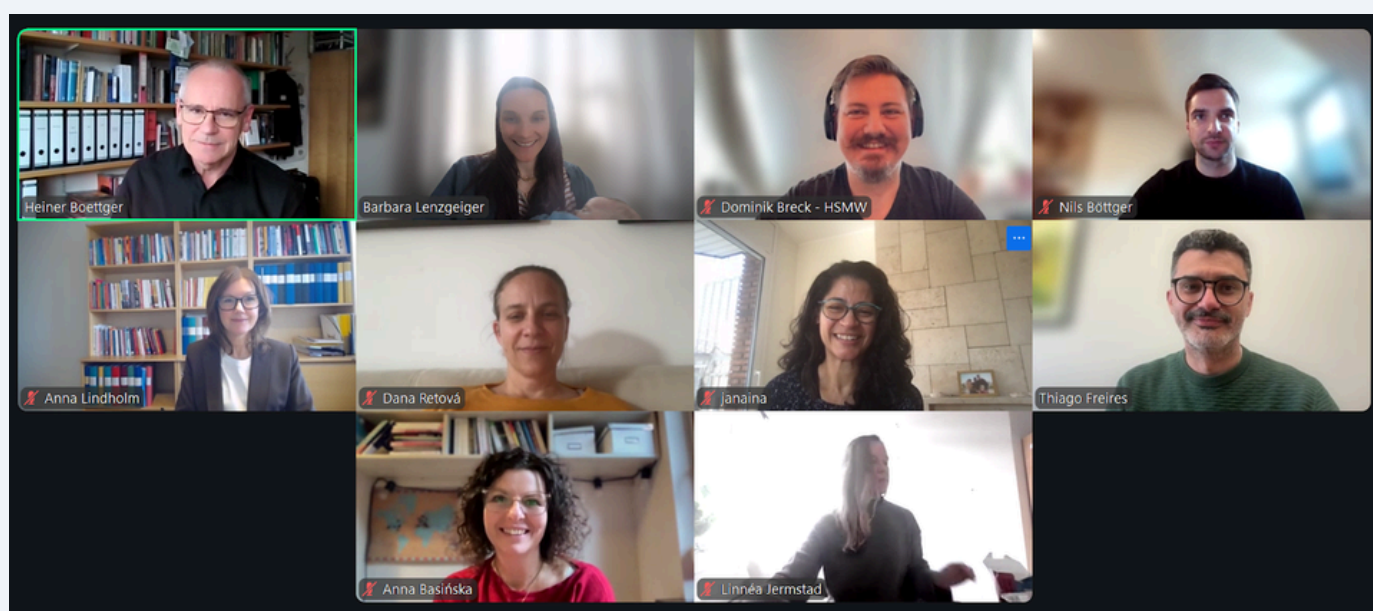 Heiner Boettger
Barbara Lenzgeiger
Dominik Breck - HSMW
Nils Böttger
Anna Lindholm
Dana Retová
janaina
Thiago Freires
Anna Basińska
Linnéa Jermstad